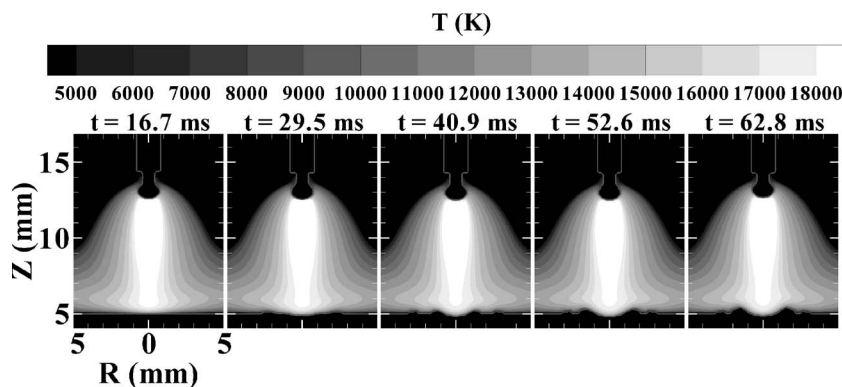 T (K)
5000 6000 7000 8000 9000 10000 11000 12000 13000 14000 15000 16000 17000 18000
t = 16.7 ms t = 29.5 ms t = 40.9 ms t = 52.6 ms t = 62.8 ms
15
Z (mm)
10
5
5 0 5
R (mm)